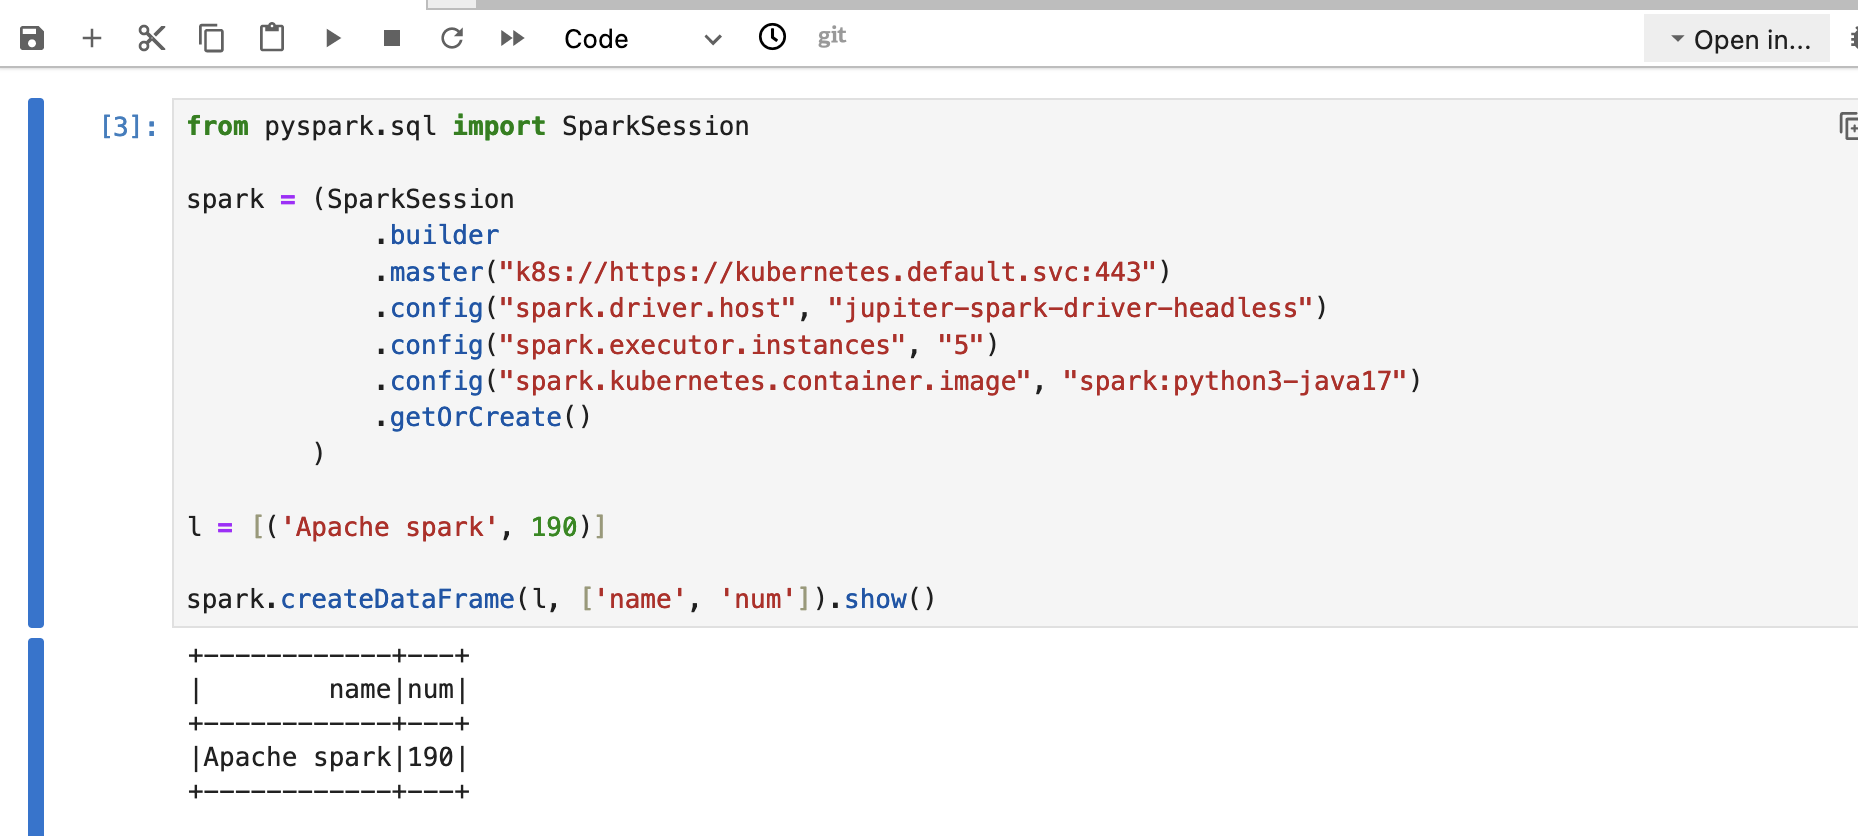 Code
git
Open in...
[3]:
from pyspark.sql import SparkSession
spark = (SparkSession
.builder
.master("k8s://https://kubernetes.default.svc:443")
.config("spark.driver.host", "jupiter-spark-driver-headless")
.config("spark.executor.instances", "5")
.config("spark.kubernetes.container.image", "spark:python3-java17")
.getOrCreate()
)
l = [('Apache spark', 190)]
spark.createDataFrame(l, ['name', 'num']).show()
+------------+---+
|        name|num|
+------------+---+
|Apache spark|190|
+------------+---+